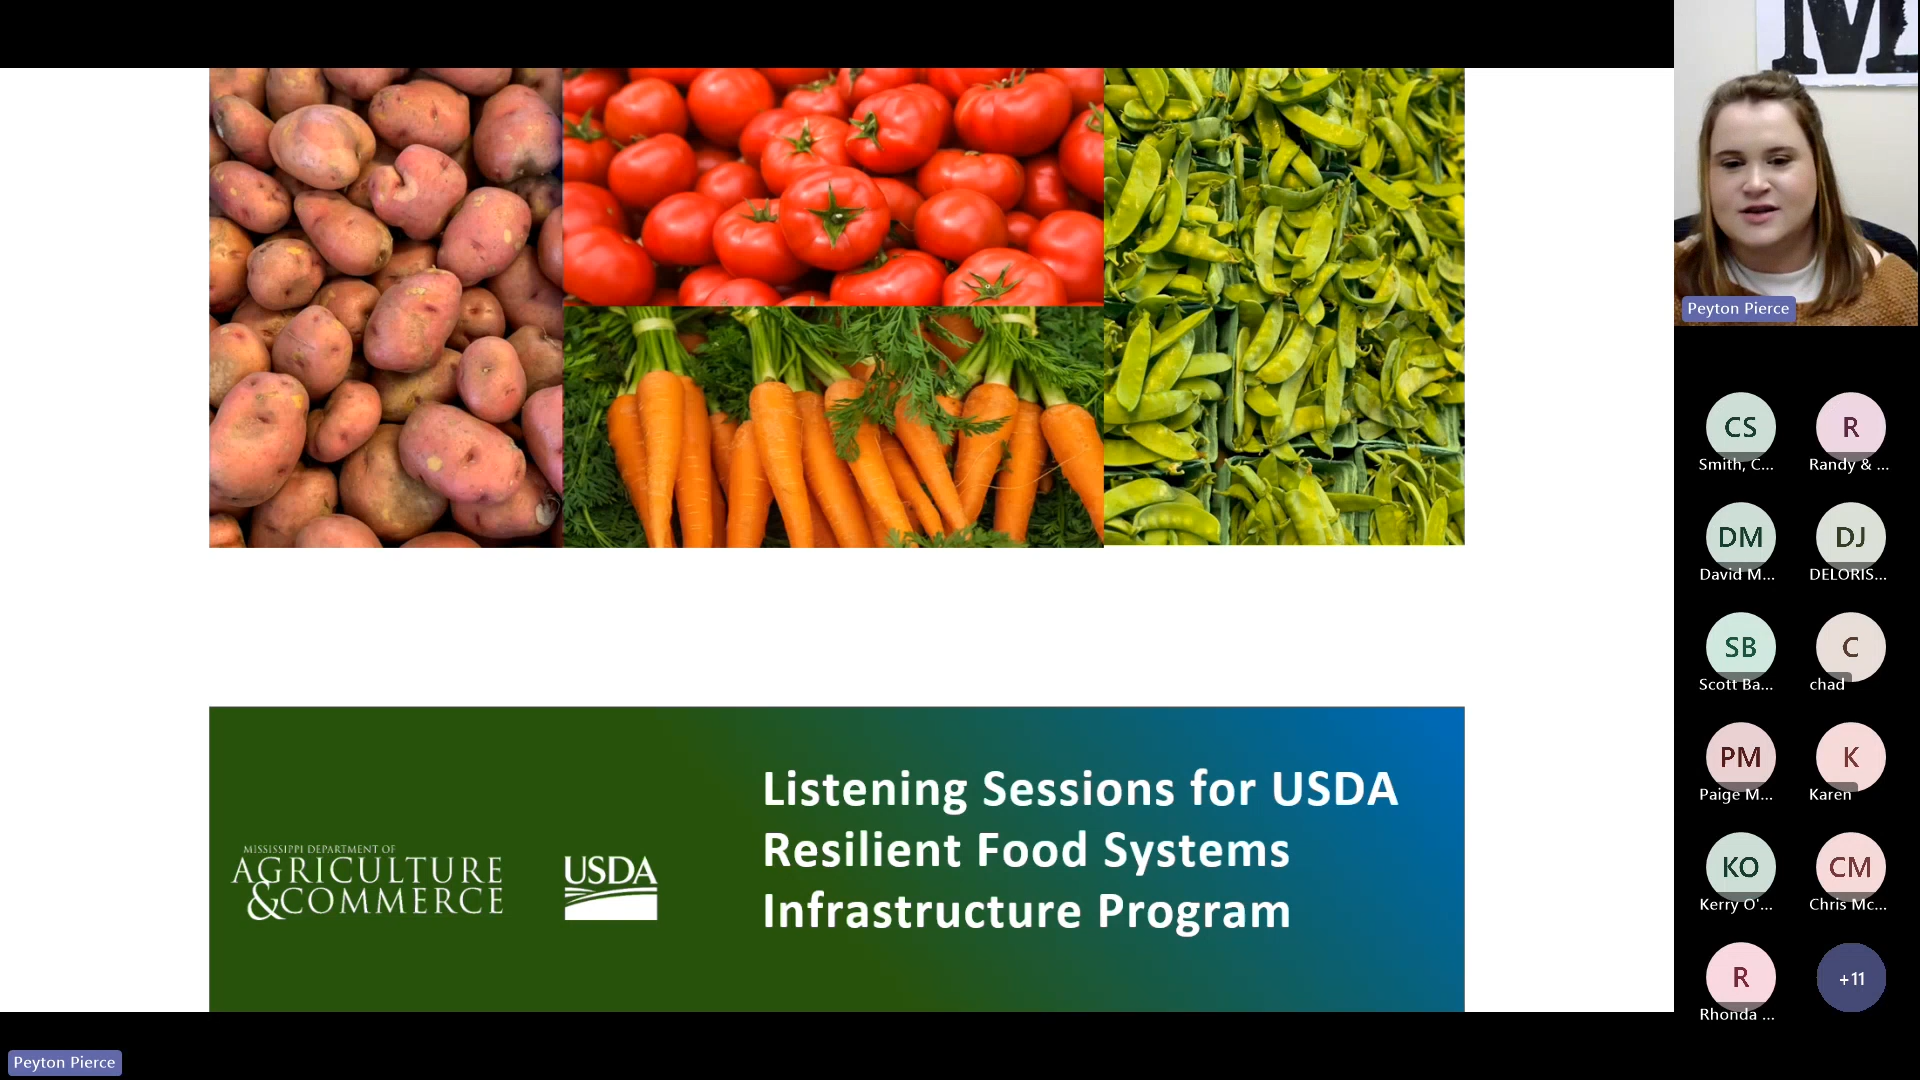 M
Peyton Pierce
CS
Smith, C...
R
Randy & ...
DM
David M...
DJ
DELORIS...
SB
Scott Ba...
C
chad
PM
Paige M...
K
Karen
KO
Kerry O'...
CM
Chris Mc...
R
Rhonda ...
+11
MISSISSIPPI DEPARTMENT OF
AGRICULTURE
&COMMERCE
USDA
Listening Sessions for USDA
Resilient Food Systems
Infrastructure Program
Peyton Pierce